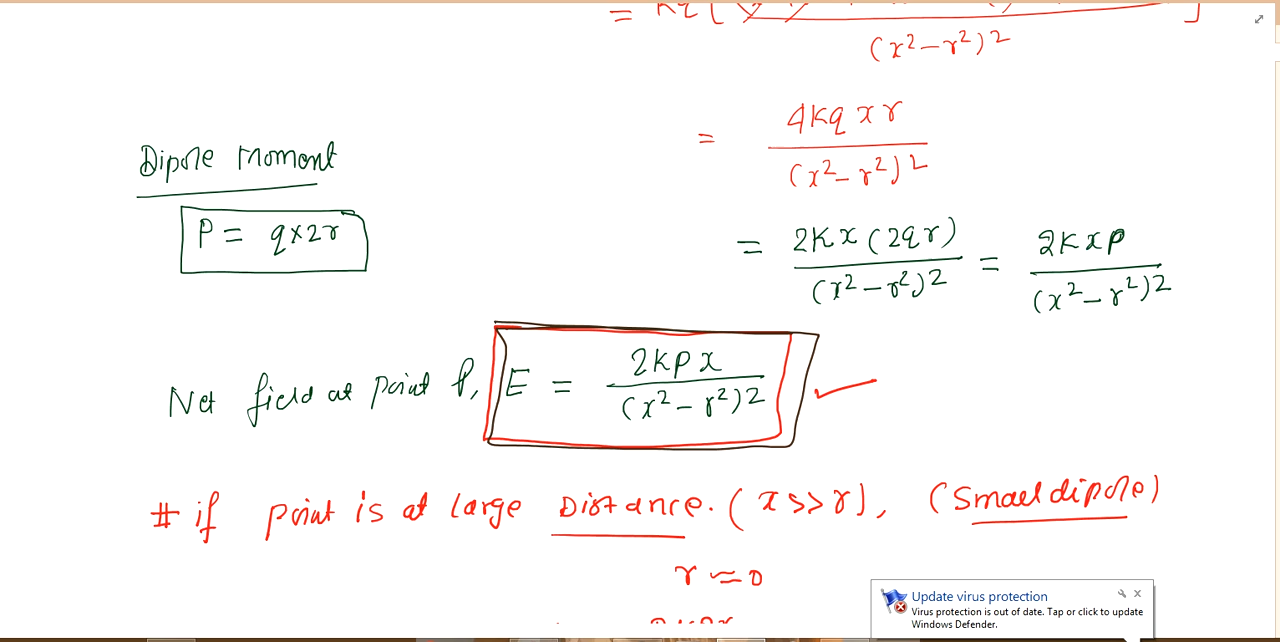 (x²-r²)²
= 4Kqxr / (x²-r²)²
Dipole Moment
P = q×2r
= 2Kx(2qr) / (x²-r²)² = 2KxP / (x²-r²)²
Net field at point P, E = 2KPx / (x²-r²)²
# if point is at large Distance. (x>>r), (Small dipole)
r ≈ 0
Update virus protection
Virus protection is out of date. Tap or click to update
Windows Defender.